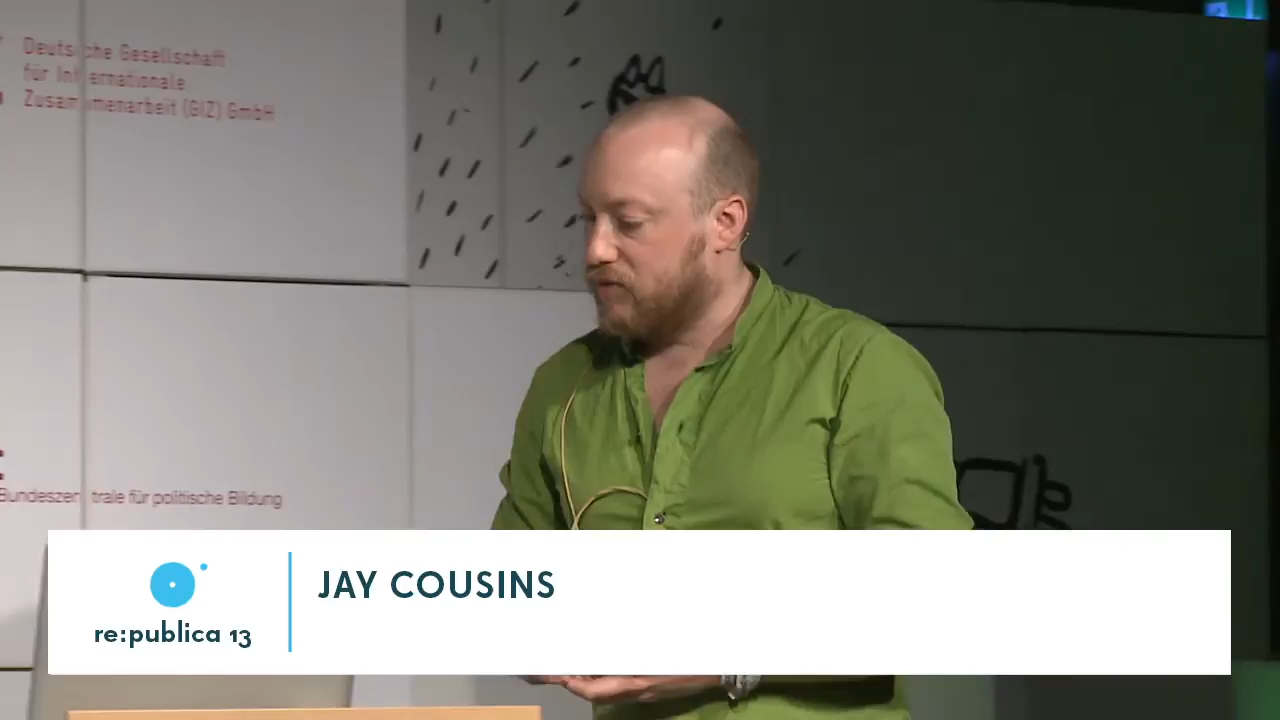 Deutsche Gesellschaft
für Internationale
Zusammenarbeit (GIZ) GmbH
Bundeszentrale für politische Bildung
JAY COUSINS
re:publica 13